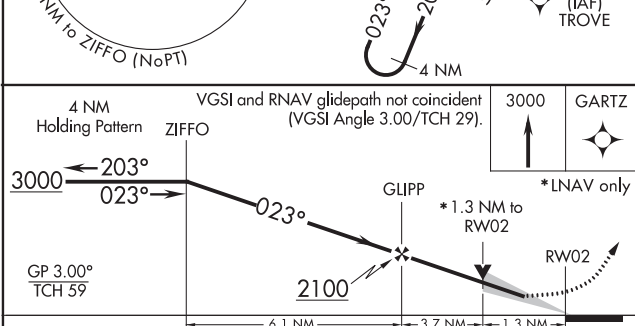 NM to ZIFFO (NoPT)
023°
4 NM
(IAF)
TROVE
4 NM
Holding Pattern
ZIFFO
VGSI and RNAV glidepath not coincident
(VGSI Angle 3.00/TCH 29).
3000
GARTZ
3000
203°
023°
023°
GLIPP
*1.3 NM to
RW02
*LNAV only
RW02
GP 3.00°
TCH 59
2100
6.1 NM
3.7 NM
1.3 NM